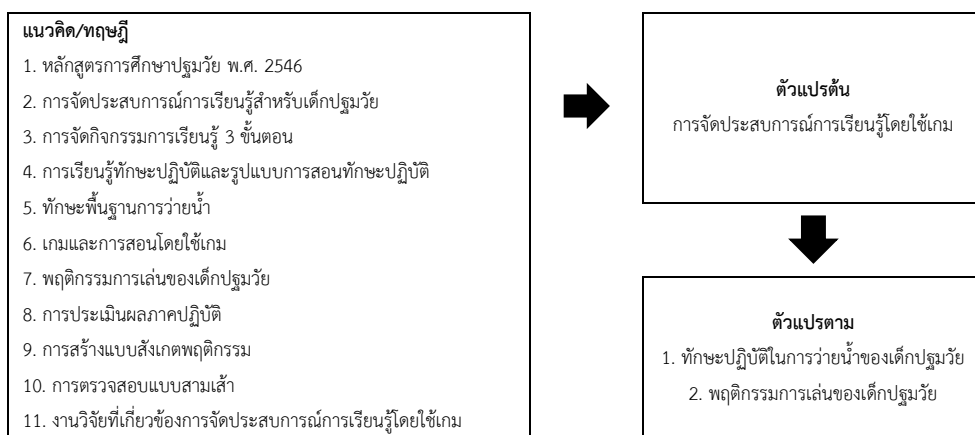 แนวคิด/ทฤษฎี
1. หลักสูตรการศึกษาปฐมวัย พ.ศ. 2546
2. การจัดประสบการณ์การเรียนรู้สำหรับเด็กปฐมวัย
3. การจัดกิจกรรมการเรียนรู้ 3 ขั้นตอน
4. การเรียนรู้ทักษะปฏิบัติและรูปแบบการสอนทักษะปฏิบัติ
5. ทักษะพื้นฐานการว่ายน้ำ
6. เกมและการสอนโดยใช้เกม
7. พฤติกรรมการเล่นของเด็กปฐมวัย
8. การประเมินผลภาคปฏิบัติ
9. การสร้างแบบสังเกตพฤติกรรม
10. การตรวจสอบแบบสามเส้า
11. งานวิจัยที่เกี่ยวข้องการจัดประสบการณ์การเรียนรู้โดยใช้เกม
ตัวแปรต้น
การจัดประสบการณ์การเรียนรู้โดยใช้เกม
ตัวแปรตาม
1. ทักษะปฏิบัติในการว่ายน้ำของเด็กปฐมวัย
2. พฤติกรรมการเล่นของเด็กปฐมวัย